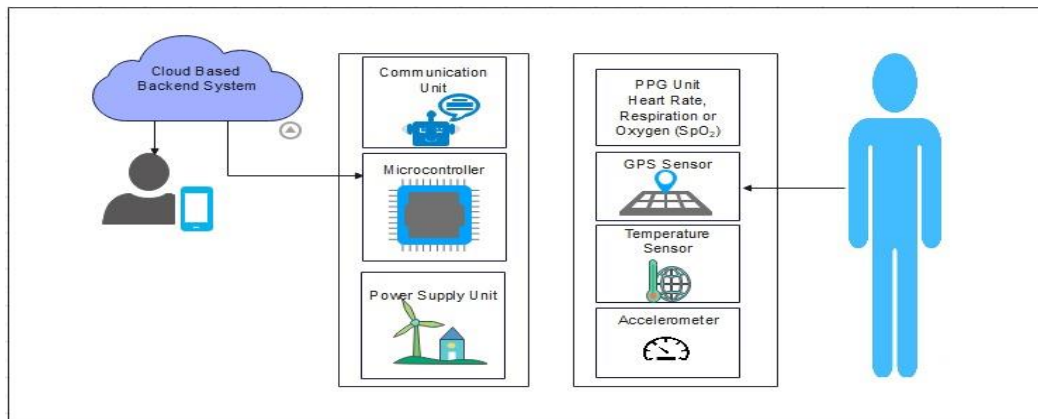 Cloud Based
Backend System
Communication
Unit
Microcontroller
Power Supply Unit
PPG Unit
Heart Rate,
Respiration or
Oxygen (SpO₂)
GPS Sensor
Temperature
Sensor
Accelerometer